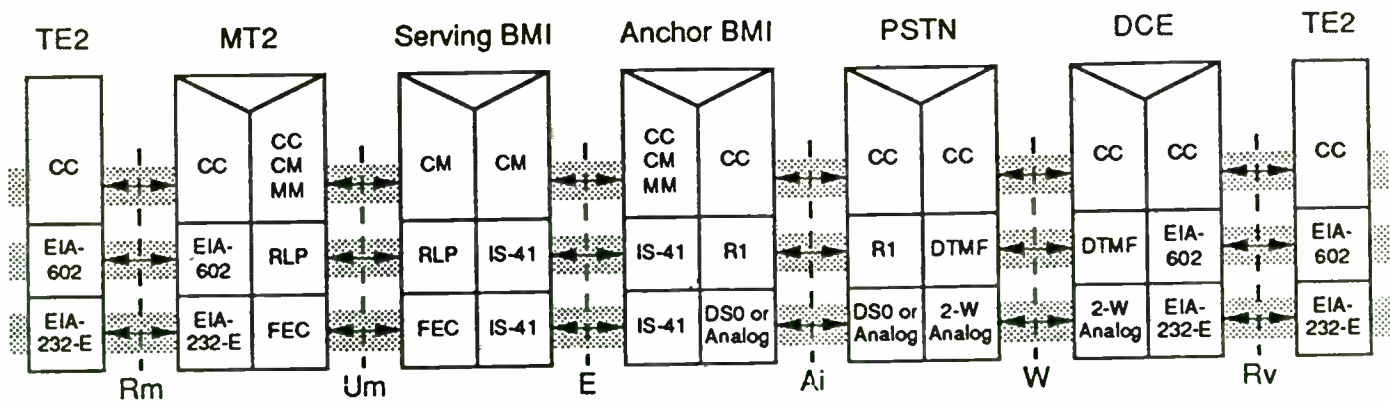 TE2
MT2
Serving BMI
Anchor BMI
PSTN
DCE
TE2
CC
CC
CC
CM
MM
CM
CM
CC
CM
MM
CC
CC
CC
CC
CC
CC
EIA-
602
EIA-
602
RLP
RLP
IS-41
IS-41
R1
R1
DTMF
DTMF
EIA-
602
EIA-
602
EIA-
232-E
EIA-
232-E
FEC
FEC
IS-41
IS-41
DS0 or
Analog
DS0 or
Analog
2-W
Analog
2-W
Analog
EIA-
232-E
EIA-
232-E
Rm
Um
E
Ai
W
Rv